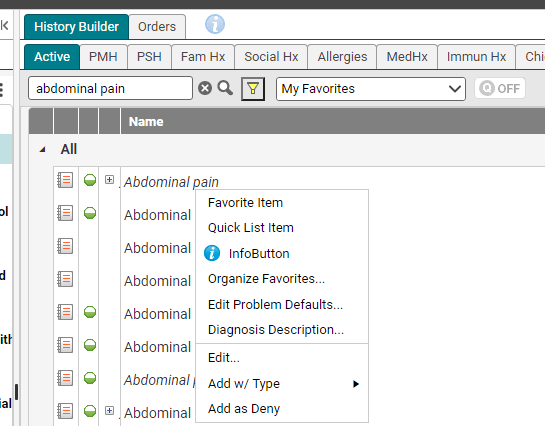 History Builder Orders
Active PMH PSH Fam Hx Social Hx Allergies MedHx Immun Hx
abdominal pain My Favorites OFF
Name
All
Abdominal pain
Favorite Item
Abdominal
Quick List Item
InfoButton
Abdominal
Organize Favorites...
Abdominal
Edit Problem Defaults...
Abdominal
Diagnosis Description...
Abdominal
Edit...
Abdominal
Add w/ Type
Abdominal
Add as Deny